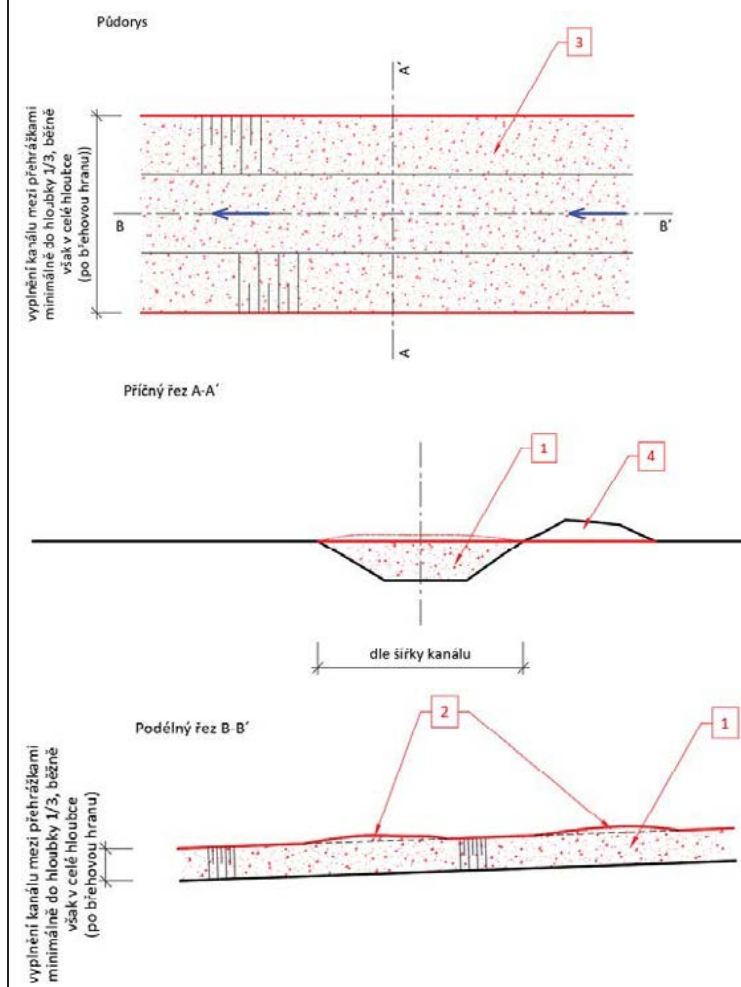 Půdorys
3
A´
vyplnění kanálu mezi přehrážkami
minimálně do hloubky 1/3, běžně
však v celé hloubce
(po břehovou hranu))
B
B´
A
Příčný řez A-A´
1
4
dle šířky kanálu
Podélný řez B-B´
2
1
vyplnění kanálu mezi přehrážkami
minimálně do hloubky 1/3, běžně
však v celé hloubce
(po břehovou hranu)